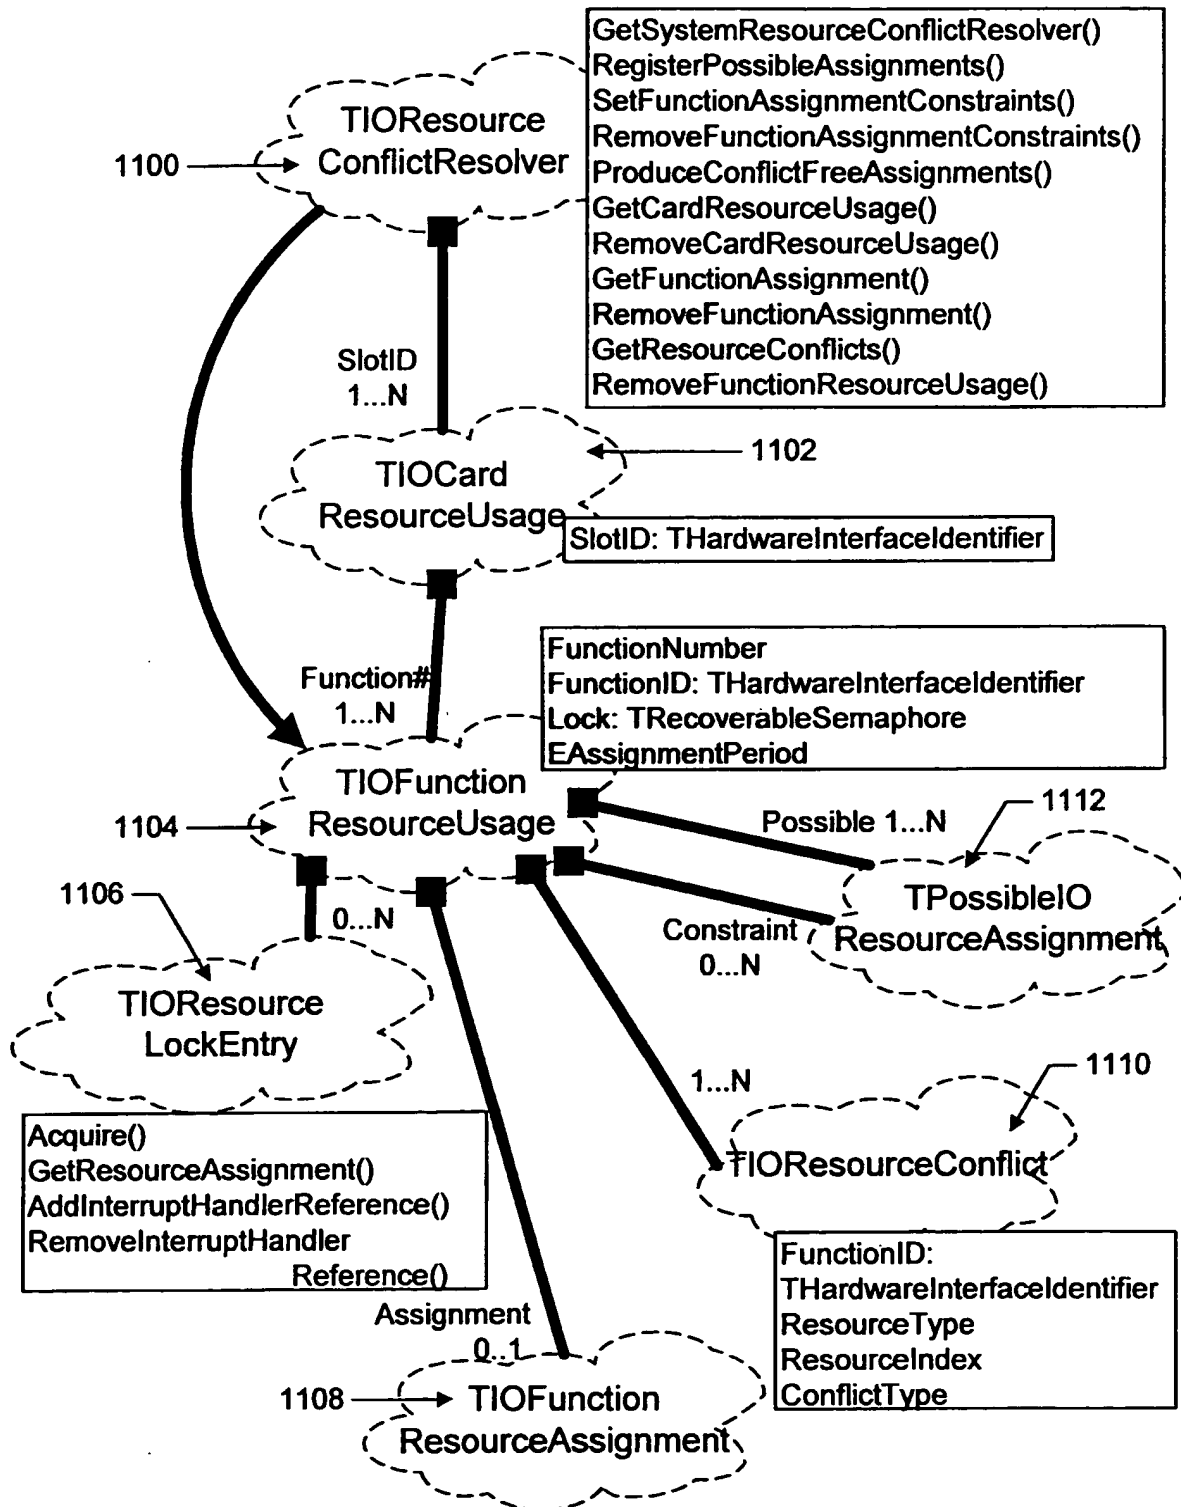 GetSystemResourceConflictResolver()
RegisterPossibleAssignments()
SetFunctionAssignmentConstraints()
RemoveFunctionAssignmentConstraints()
ProduceConflictFreeAssignments()
GetCardResourceUsage()
RemoveCardResourceUsage()
GetFunctionAssignment()
RemoveFunctionAssignment()
GetResourceConflicts()
RemoveFunctionResourceUsage()
TIOResource
ConflictResolver
1100
SlotID
1...N
1102
TIOCard
ResourceUsage
SlotID: THardwareInterfaceIdentifier
FunctionNumber
FunctionID: THardwareInterfaceIdentifier
Lock: TRecoverableSemaphore
EAssignmentPeriod
Function#
1...N
TIOFunction
ResourceUsage
1104
Possible 1...N
1112
TPossibleIO
ResourceAssignment
Constraint
0...N
1106
0...N
TIOResource
LockEntry
1...N
1110
TIOResourceConflict
Acquire()
GetResourceAssignment()
AddInterruptHandlerReference()
RemoveInterruptHandler
Reference()
FunctionID:
THardwareInterfaceIdentifier
ResourceType
ResourceIndex
ConflictType
Assignment
0..1
1108
TIOFunction
ResourceAssignment